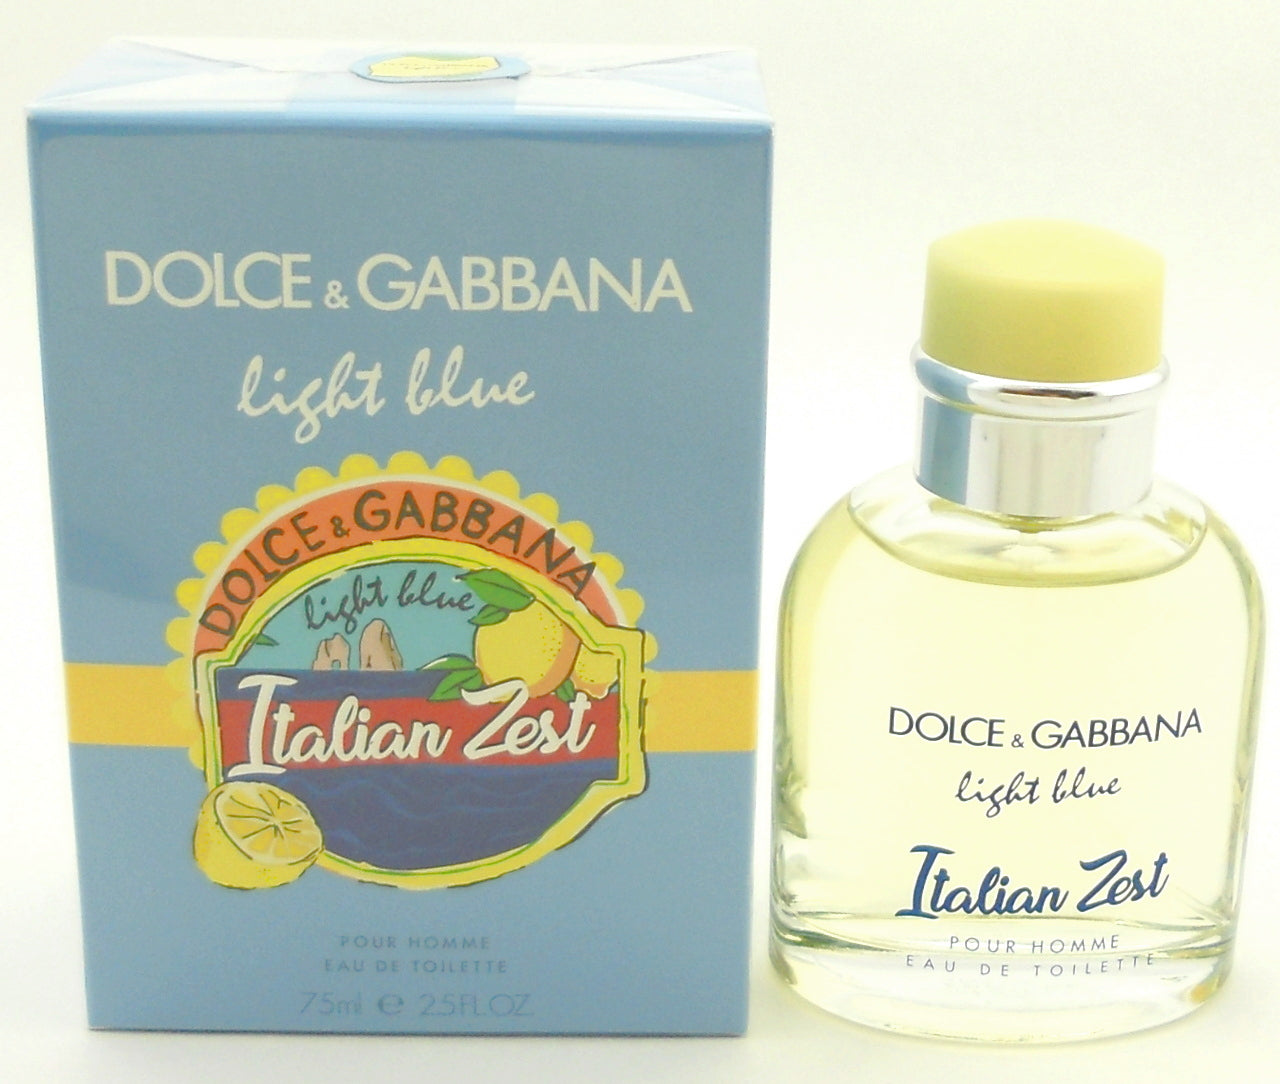 DOLCE & GABBANA
light blue
DOLCE & GABBANA
light blue
Italian Zest
POUR HOMME
EAU DE TOILETTE
75ml e 2.5FL.OZ.
DOLCE & GABBANA
light blue
Italian Zest
POUR HOMME
EAU DE TOILETTE